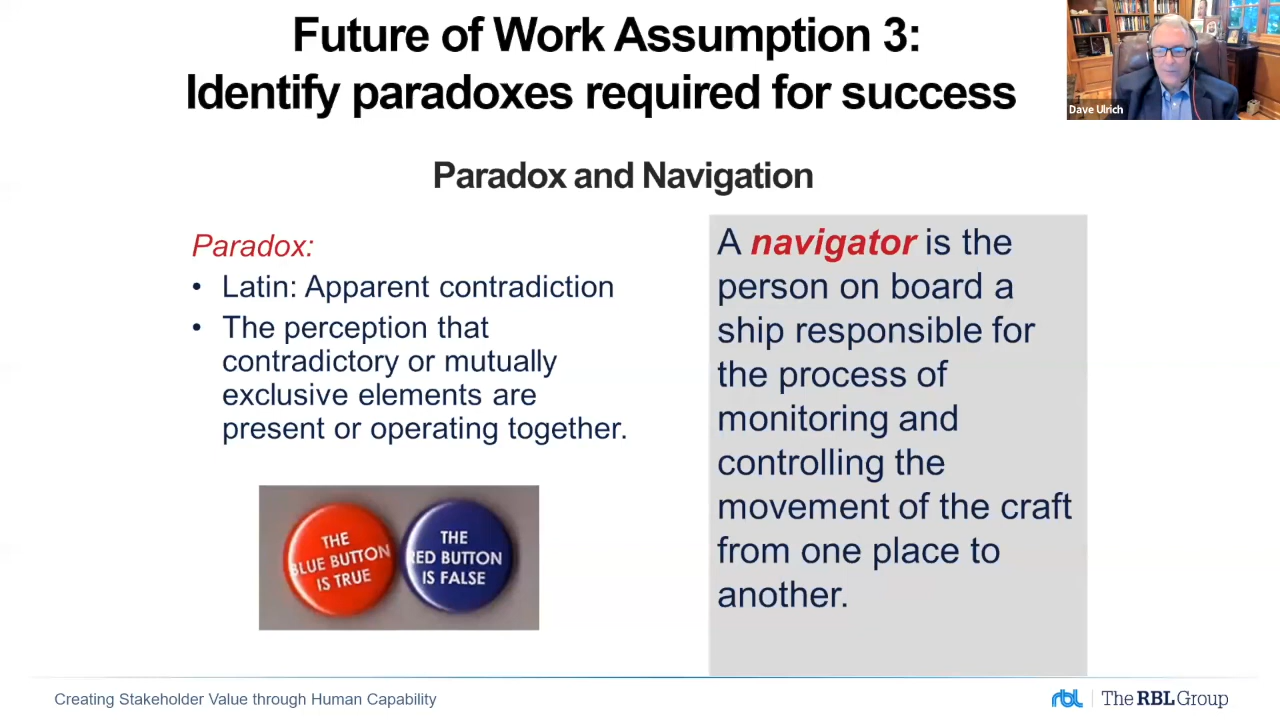 Future of Work Assumption 3:
Identify paradoxes required for success
Dave Ulrich
Paradox and Navigation
Paradox:
• Latin: Apparent contradiction
• The perception that
contradictory or mutually
exclusive elements are
present or operating together.
THE
BLUE BUTTON
IS TRUE
THE
RED BUTTON
IS FALSE
A navigator is the
person on board a
ship responsible for
the process of
monitoring and
controlling the
movement of the craft
from one place to
another.
Creating Stakeholder Value through Human Capability
rbl
The RBL Group